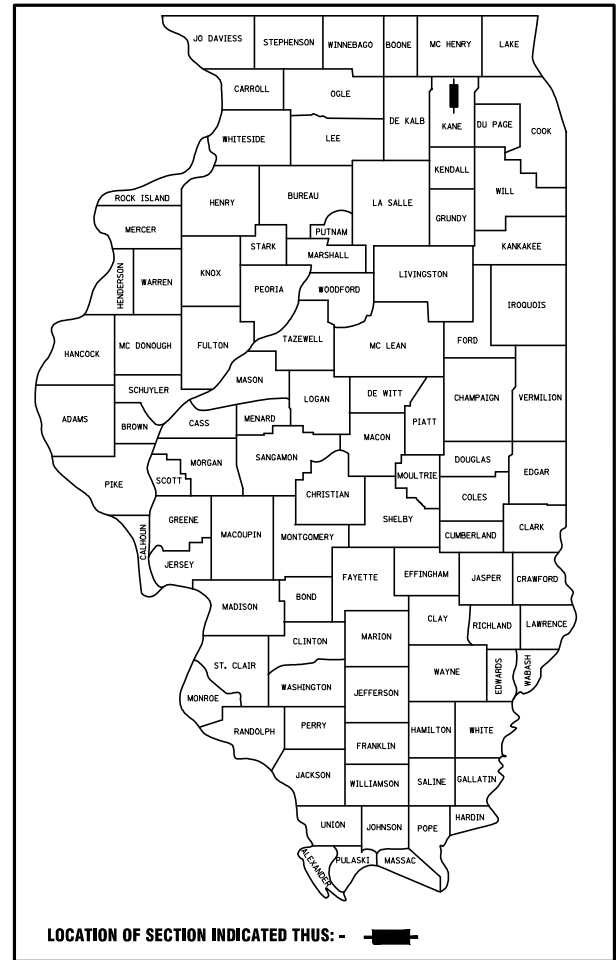 JO DAVIESS STEPHENSON WINNEBAGO BOONE MC HENRY LAKE
CARROLL OGLE
DE KALB KANE DU PAGE COOK
WHITESIDE LEE
KENDALL WILL
ROCK ISLAND HENRY BUREAU LA SALLE GRUNDY
MERCER PUTNAM
STARK MARSHALL KANKAKEE
HENDERSON WARREN KNOX PEORIA WOODFORD LIVINGSTON IROQUOIS
HANCOCK MC DONOUGH FULTON TAZEWELL MC LEAN FORD
MASON
SCHUYLER LOGAN DE WITT CHAMPAIGN VERMILION
ADAMS BROWN CASS MENARD MACON PIATT
MORGAN SANGAMON DOUGLAS EDGAR
PIKE SCOTT CHRISTIAN MOULTRIE COLES
GREENE MACOUPIN MONTGOMERY SHELBY CUMBERLAND CLARK
CALHOUN JERSEY
FAYETTE EFFINGHAM JASPER CRAWFORD
MADISON BOND
CLAY RICHLAND LAWRENCE
CLINTON MARION
ST. CLAIR WAYNE EDWARDS WABASH
MONROE WASHINGTON JEFFERSON
RANDOLPH PERRY HAMILTON WHITE
FRANKLIN
JACKSON WILLIAMSON SALINE GALLATIN
UNION JOHNSON POPE HARDIN
ALEXANDER PULASKI MASSAC
LOCATION OF SECTION INDICATED THUS: -